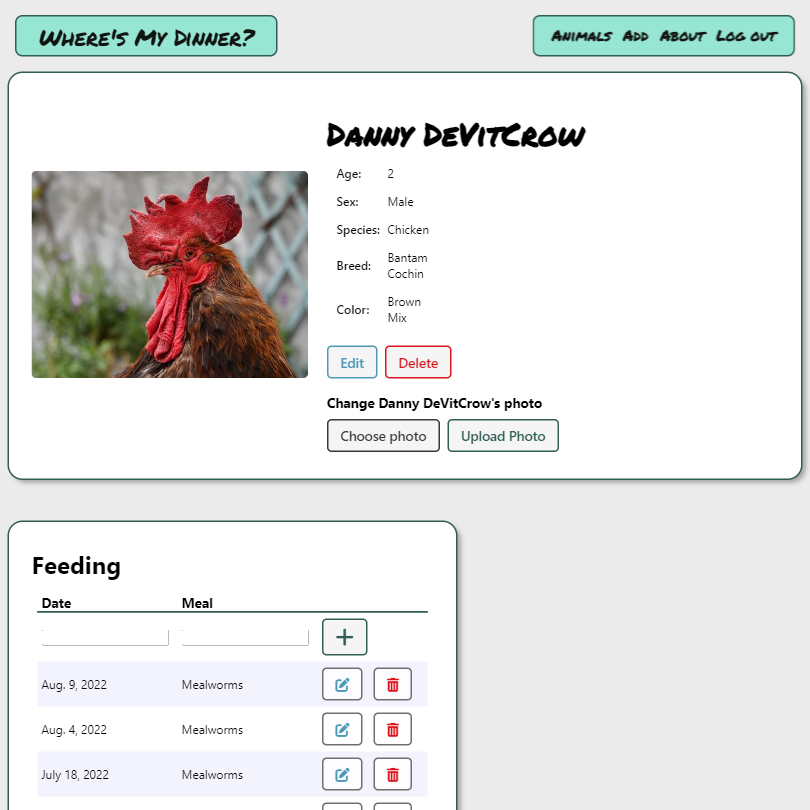 Where's My Dinner?
Animals Add About Log out
Danny DeVitCrow
Age: 2
Sex: Male
Species: Chicken
Breed: Bantam
Cochin
Color: Brown
Mix
Edit Delete
Change Danny DeVitCrow's photo
Choose photo Upload Photo
Feeding
Date Meal
Aug. 9, 2022 Mealworms
Aug. 4, 2022 Mealworms
July 18, 2022 Mealworms